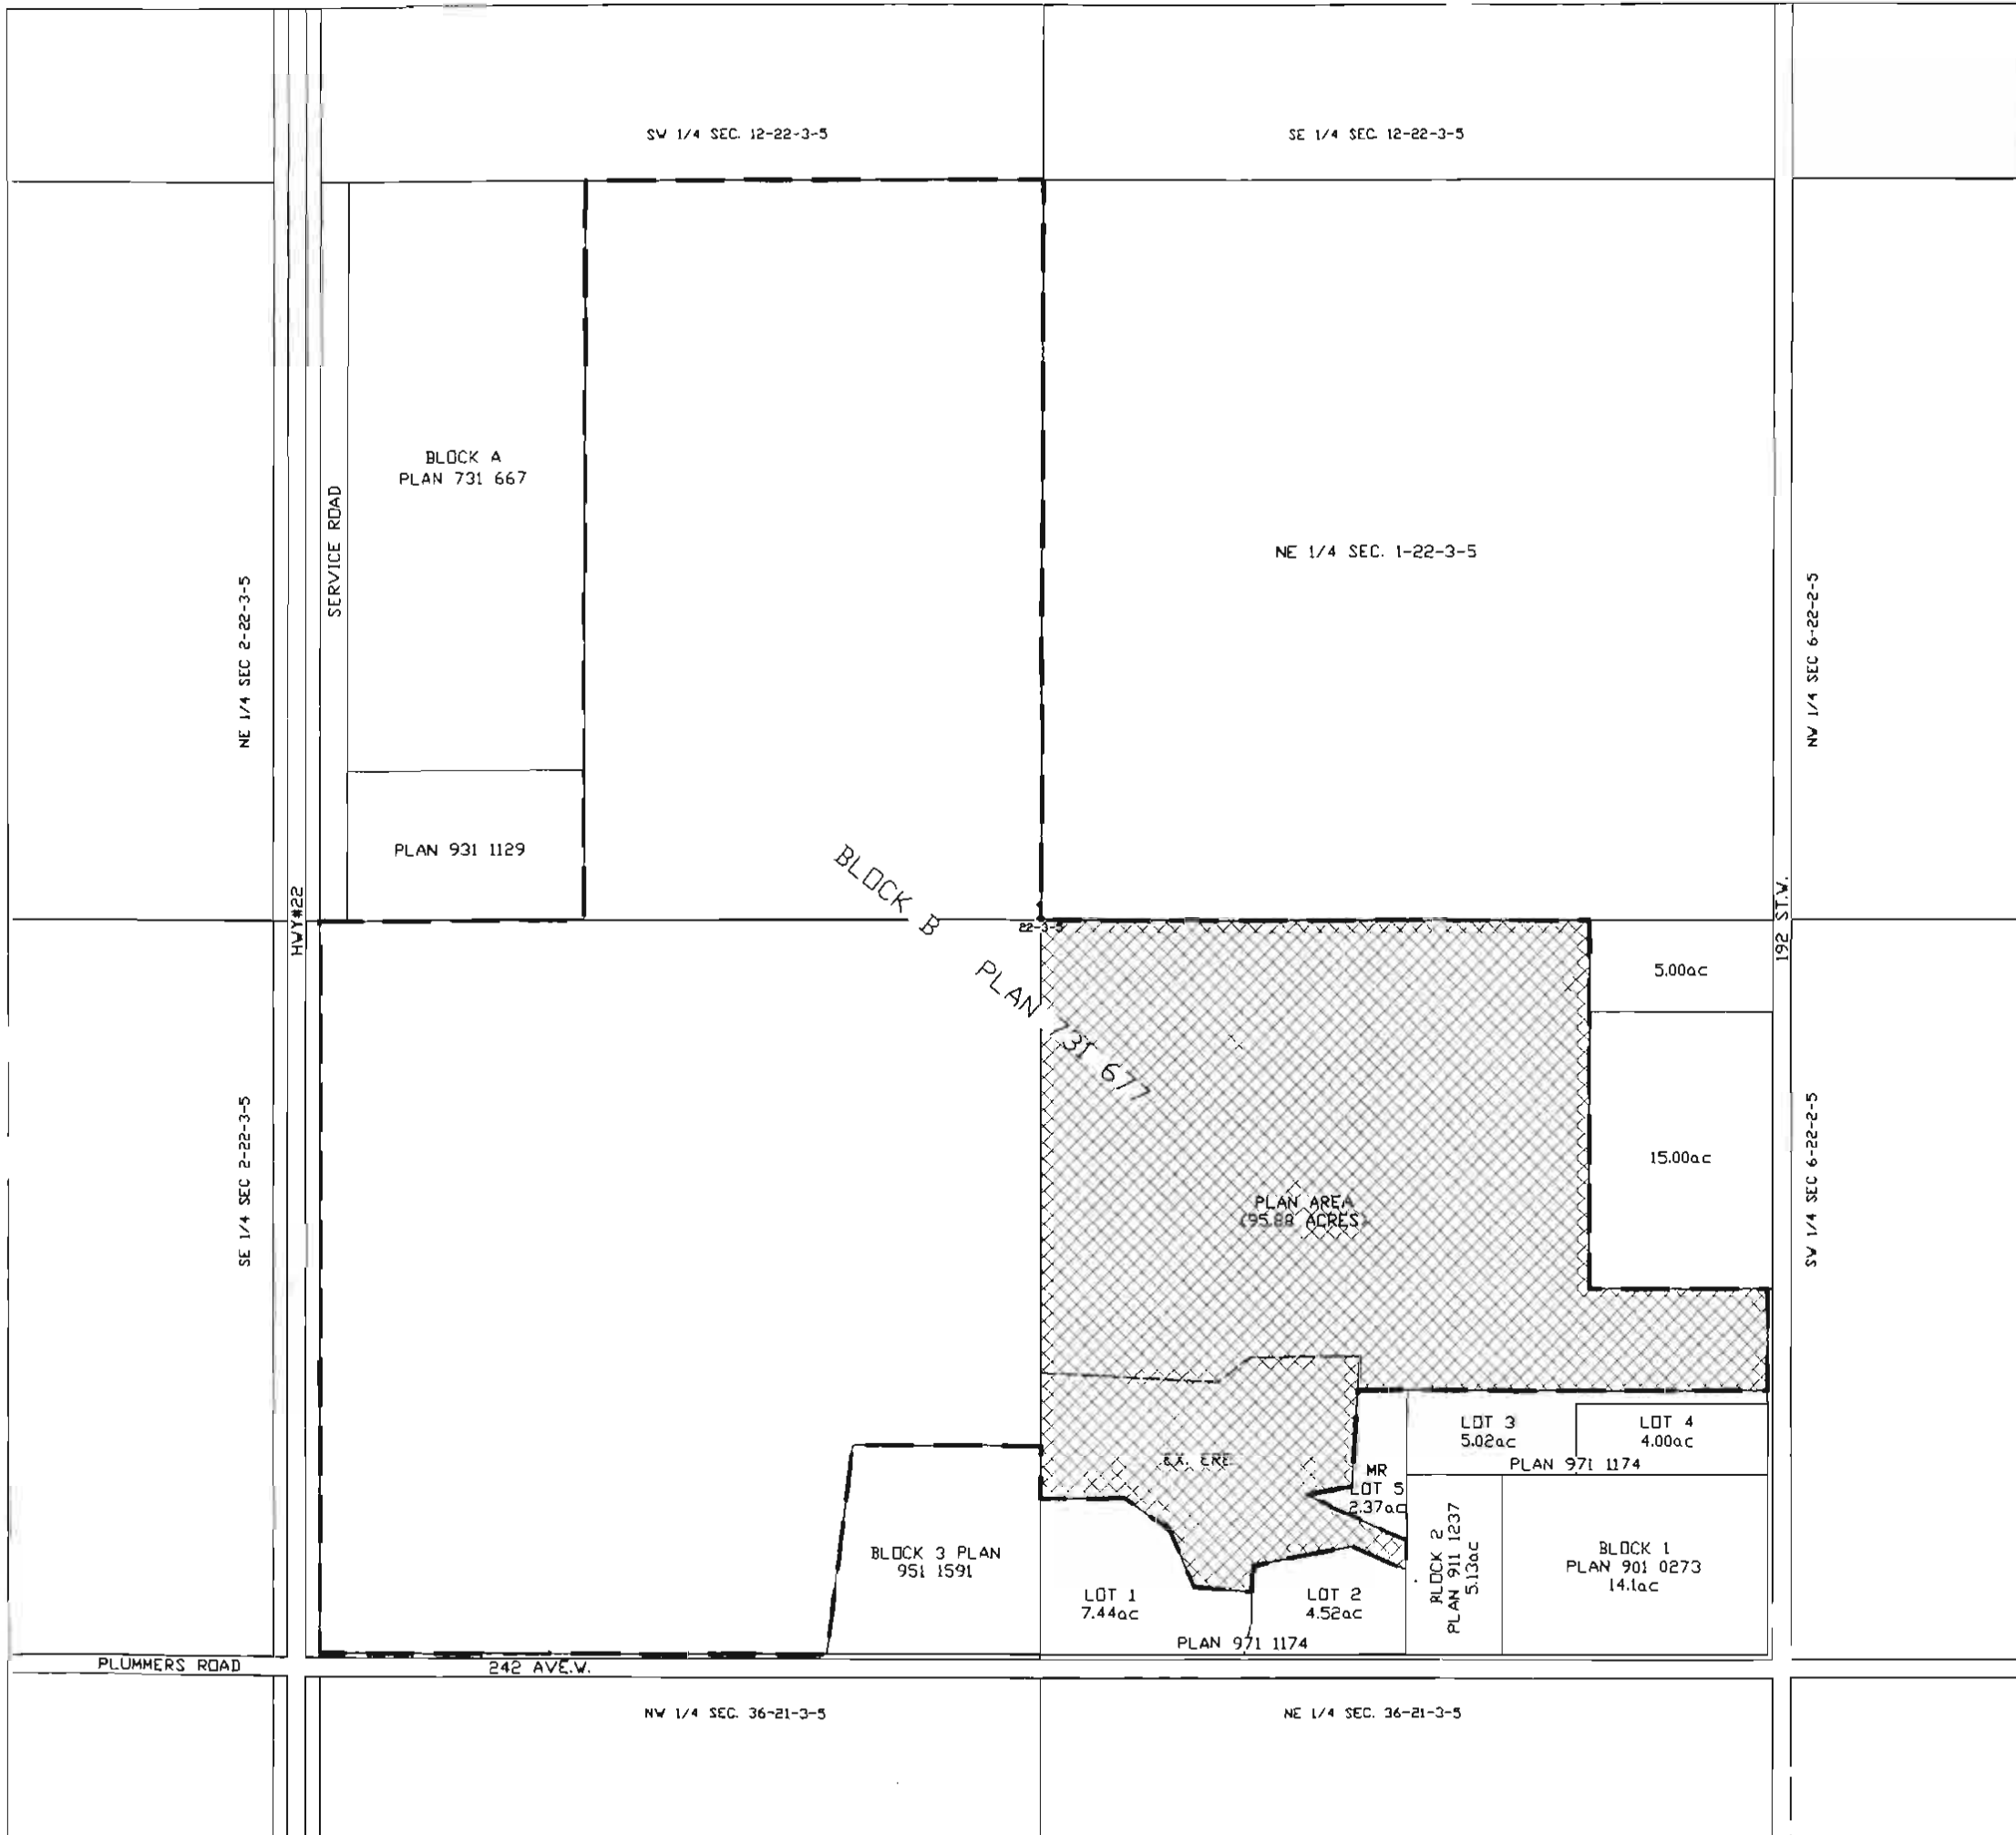 SW 1/4 SEC. 12-22-3-5
SE 1/4 SEC. 12-22-3-5
BLOCK A
PLAN 731 667
SERVICE ROAD
NE 1/4 SEC 2-22-3-5
NE 1/4 SEC. 1-22-3-5
NW 1/4 SEC 6-22-2-5
PLAN 931 1129
HWY#22
BLOCK B PLAN 731 677
22-3-5
192 ST.W.
5.00ac
15.00ac
SE 1/4 SEC 2-22-3-5
SW 1/4 SEC 6-22-2-5
PLAN AREA
(95.88 ACRES)
LOT 3
5.02ac
LOT 4
4.00ac
PLAN 971 1174
EX. ERE.
MR
LOT 5
2.37ac
BLOCK 2
PLAN 911 1237
5.13ac
BLOCK 1
PLAN 901 0273
14.1ac
BLOCK 3 PLAN
951 1591
LOT 1
7.44ac
LOT 2
4.52ac
PLAN 971 1174
PLUMMERS ROAD
242 AVE.W.
NW 1/4 SEC. 36-21-3-5
NE 1/4 SEC. 36-21-3-5